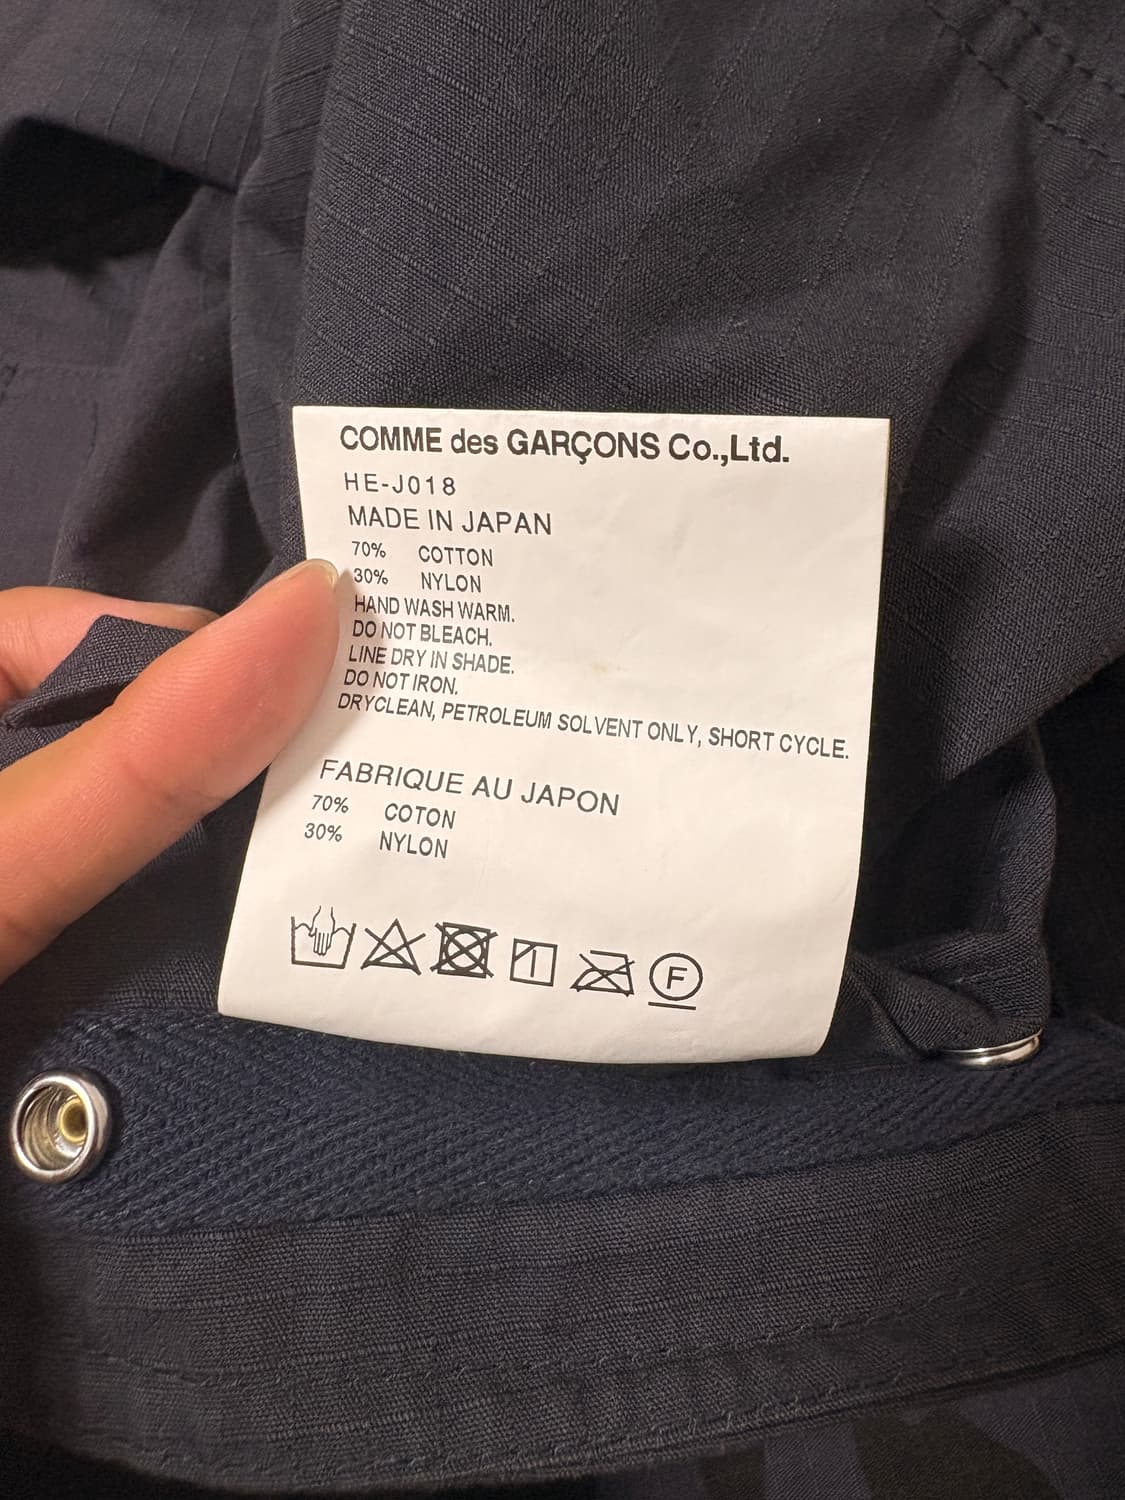 COMME des GARÇONS Co.,Ltd.
HE-J018
MADE IN JAPAN
70% COTTON
30% NYLON
HAND WASH WARM.
DO NOT BLEACH.
LINE DRY IN SHADE.
DO NOT IRON.
DRYCLEAN, PETROLEUM SOLVENT ONLY, SHORT CYCLE.
FABRIQUE AU JAPON
70% COTON
30% NYLON
F